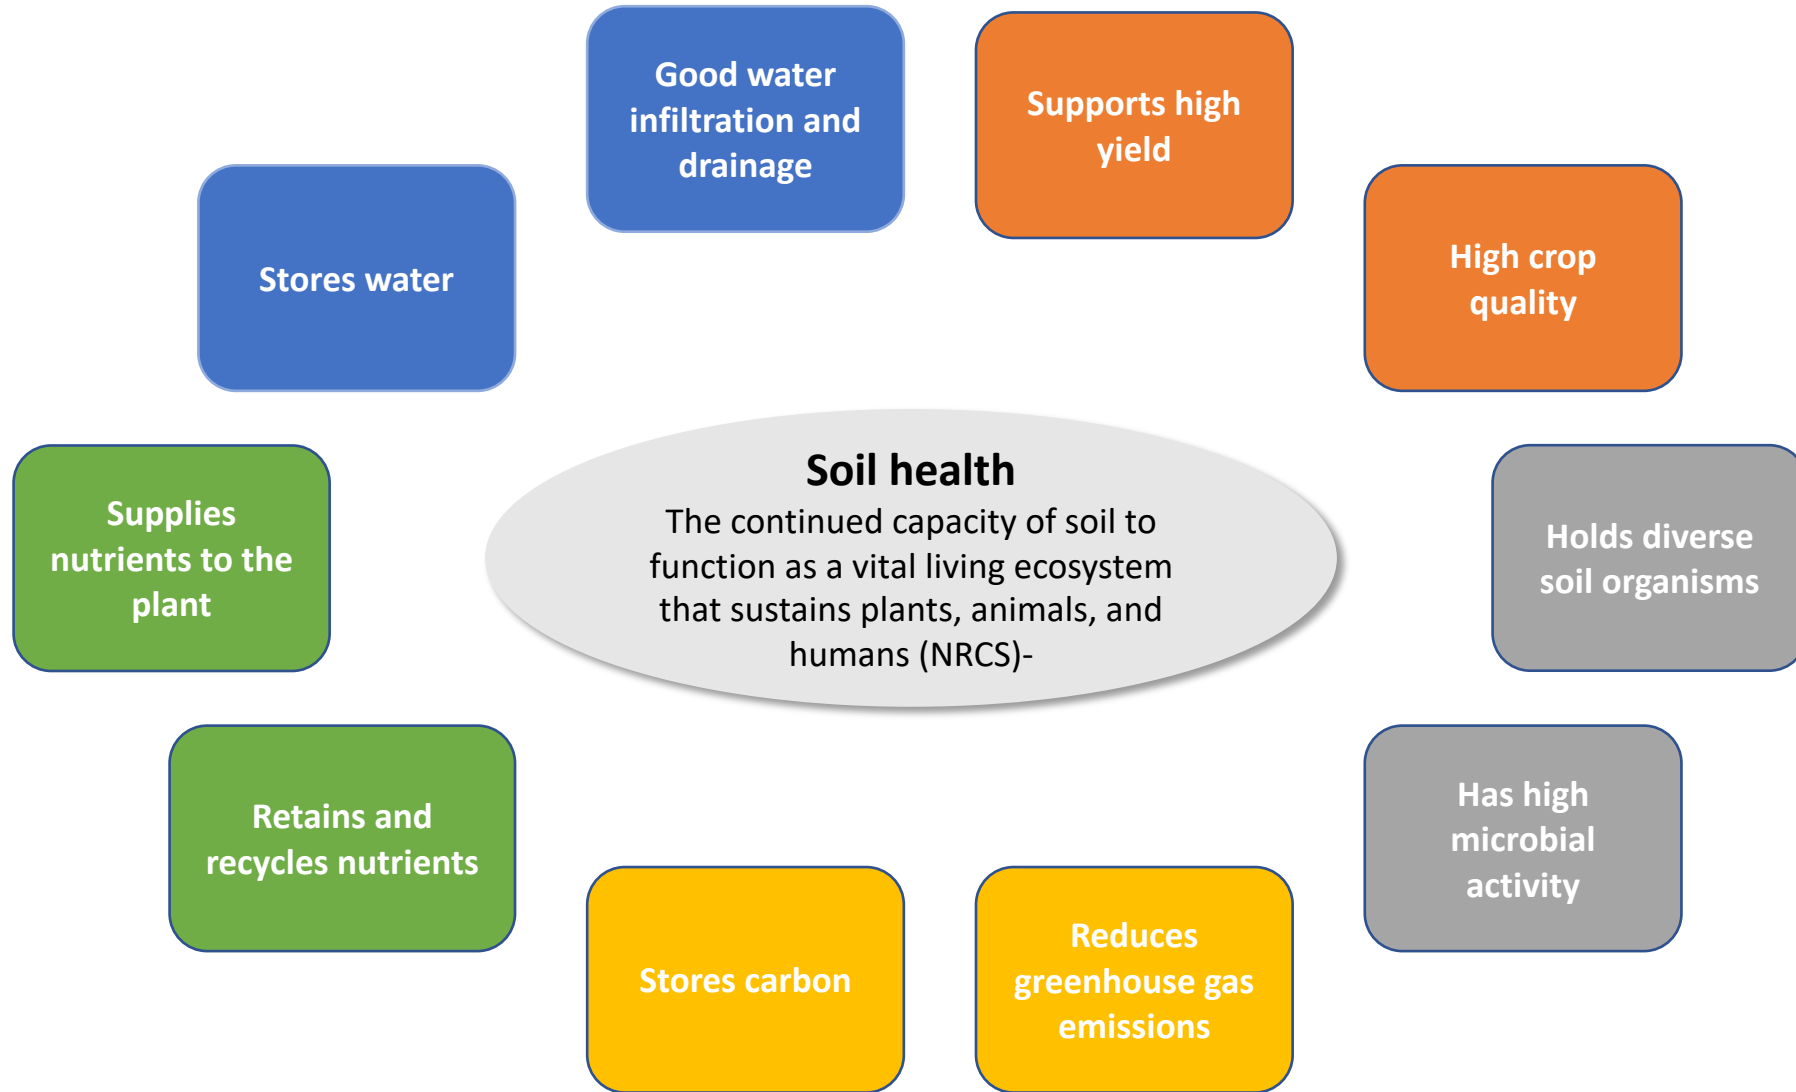 Good water
infiltration and
drainage
Supports high
yield
Stores water
High crop
quality
Soil health
The continued capacity of soil to
function as a vital living ecosystem
that sustains plants, animals, and
humans (NRCS)-
Supplies
nutrients to the
plant
Holds diverse
soil organisms
Retains and
recycles nutrients
Has high
microbial
activity
Stores carbon
Reduces
greenhouse gas
emissions